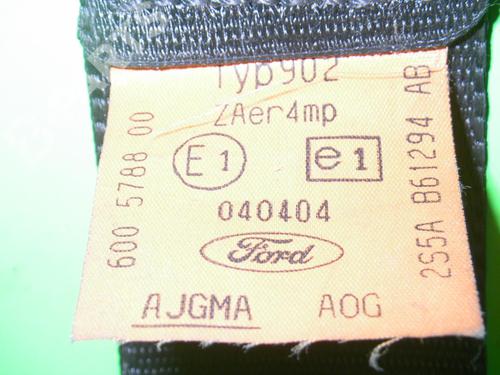 Typ902
ZAer4mp
E1
e1
040404
Ford
AJGMA AOG
600 5788 00
2S5A B61294 AB